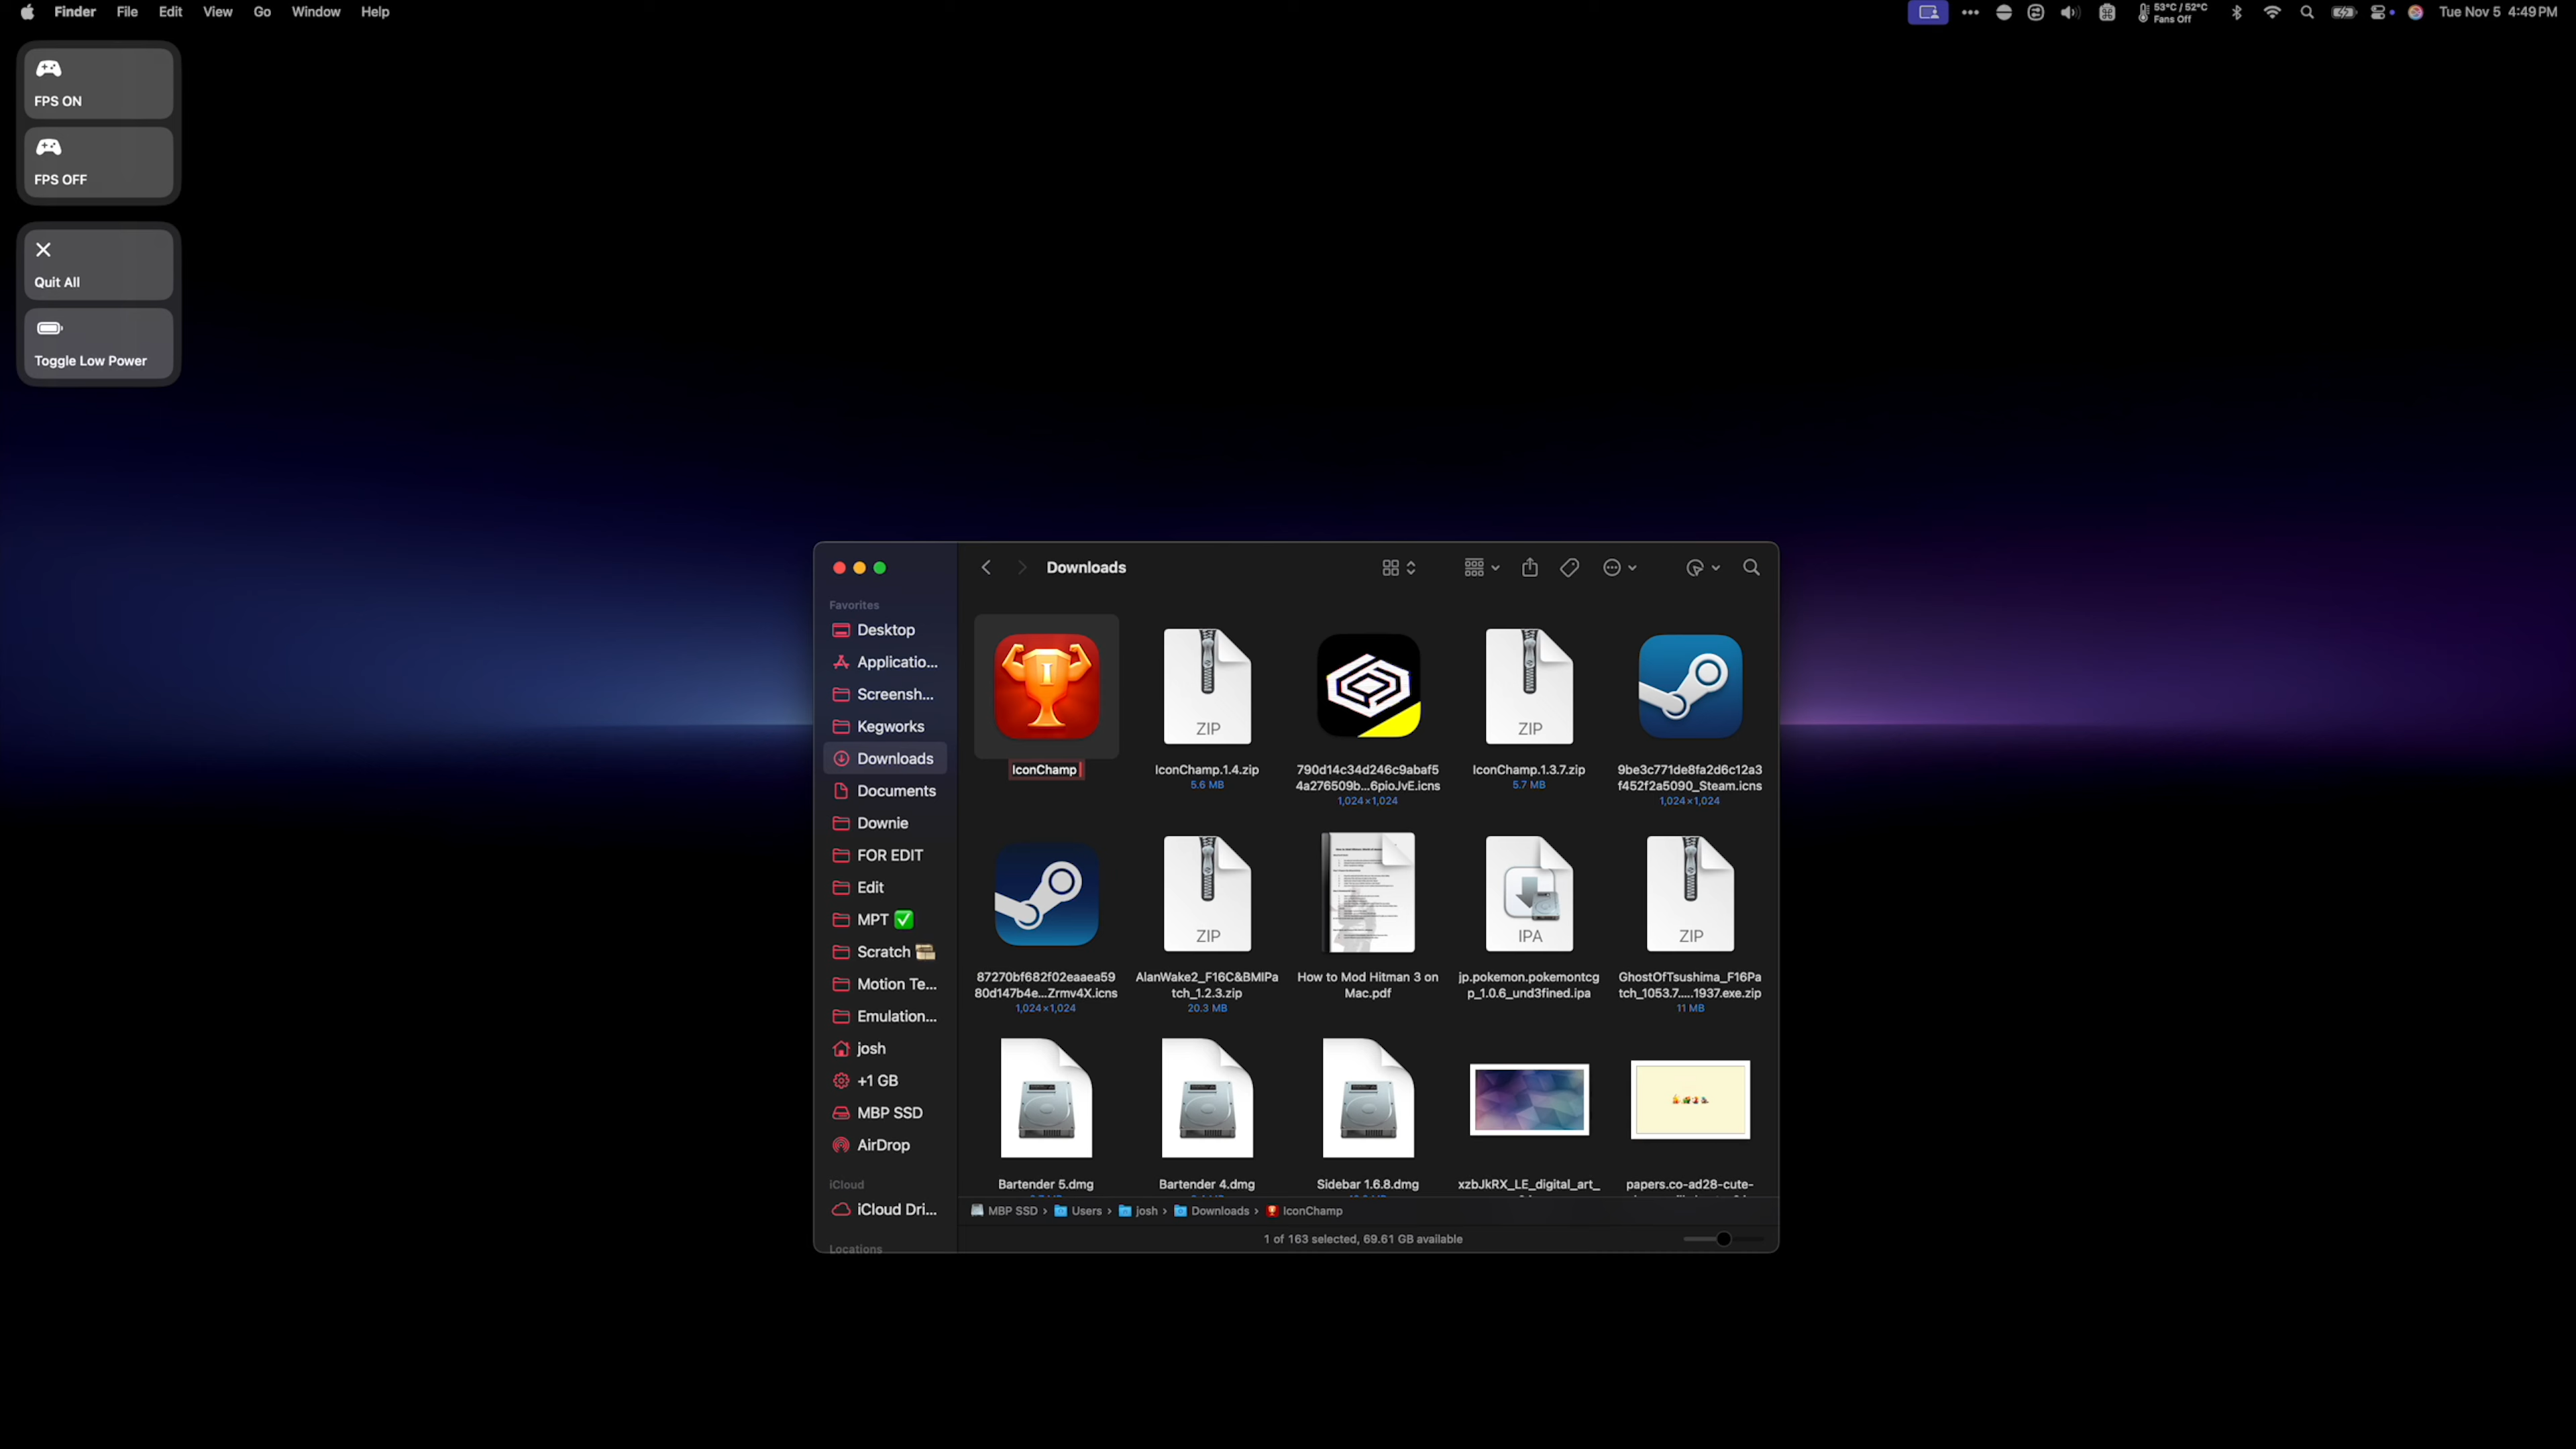 Finder File Edit View Go Window Help
53°C / 52°C
Fans Off
Tue Nov 5 4:49 PM
FPS ON
FPS OFF
Quit All
Toggle Low Power
Downloads
Favorites
Desktop
Applicatio...
Screensh...
Kegworks
Downloads
Documents
Downie
FOR EDIT
Edit
MPT ✅
Scratch
Motion Te...
Emulation...
josh
+1 GB
MBP SSD
AirDrop
iCloud
iCloud Dri...
Locations
IconChamp
ZIP
IconChamp.1.4.zip
5.6 MB
790d14c34d246c9abaf5
4a276509b...6pioJvE.icns
1,024×1,024
ZIP
IconChamp.1.3.7.zip
5.7 MB
9be3c771de8fa2d6c12a3
f452f2a5090_Steam.icns
1,024×1,024
87270bf682f02eaaea59
80d147b4e...Zrmv4X.icns
1,024×1,024
ZIP
AlanWake2_F16C&BMIPa
tch_1.2.3.zip
20.3 MB
How to Mod Hitman 3 on
Mac.pdf
IPA
jp.pokemon.pokemontcg
p_1.0.6_und3fined.ipa
ZIP
GhostOfTsushima_F16Pa
tch_1053.7.....1937.exe.zip
11 MB
Bartender 5.dmg
Bartender 4.dmg
Sidebar 1.6.8.dmg
xzbJkRX_LE_digital_art_
papers.co-ad28-cute-
MBP SSD › Users › josh › Downloads › IconChamp
1 of 163 selected, 69.61 GB available